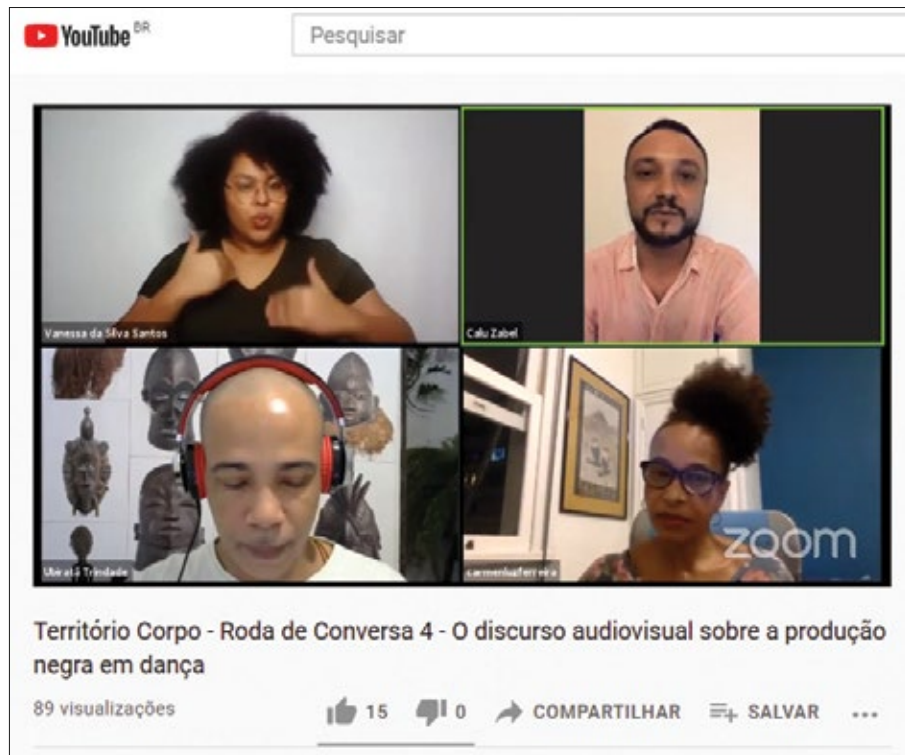 YouTube BR
Pesquisar
Vanessa da Silva Santos
Calu Zabel
Ubiratã Trindade
carmenluzferreira
zoom
Território Corpo - Roda de Conversa 4 - O discurso audiovisual sobre a produção
negra em dança
89 visualizações
15 0 COMPARTILHAR SALVAR